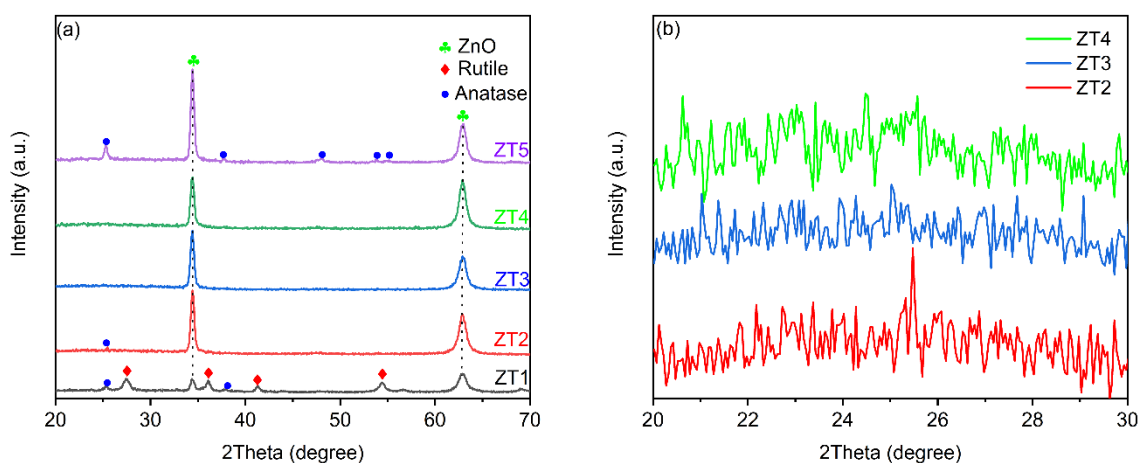 (a)
♣ ZnO
♦ Rutile
● Anatase
ZT5
ZT4
ZT3
ZT2
ZT1
20 30 40 50 60 70
2Theta (degree)
Intensity (a.u.)
(b)
ZT4
ZT3
ZT2
20 22 24 26 28 30
2Theta (degree)
Intensity (a.u.)